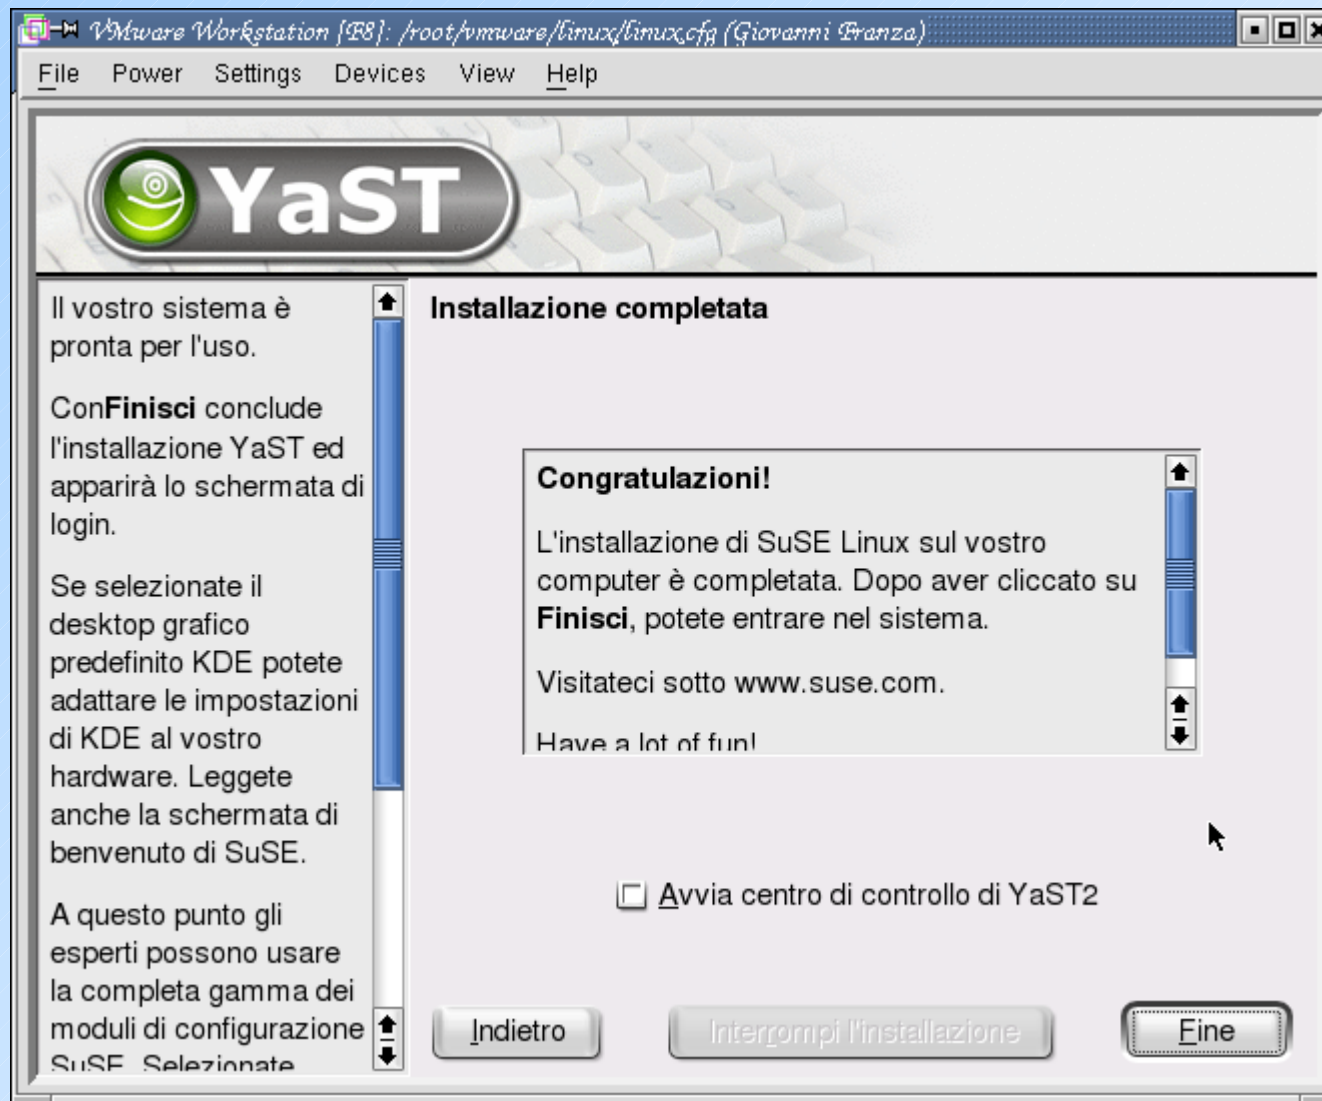 VMware Workstation [F8]: /root/vmware/linux/linux.cfg (Giovanni Franza)
File Power Settings Devices View Help
YaST
Il vostro sistema è
pronta per l'uso.
ConFinisci conclude
l'installazione YaST ed
apparirà lo schermata di
login.
Se selezionate il
desktop grafico
predefinito KDE potete
adattare le impostazioni
di KDE al vostro
hardware. Leggete
anche la schermata di
benvenuto di SuSE.
A questo punto gli
esperti possono usare
la completa gamma dei
moduli di configurazione
SuSE. Selezionate
Installazione completata
Congratulazioni!
L'installazione di SuSE Linux sul vostro
computer è completata. Dopo aver cliccato su
Finisci, potete entrare nel sistema.
Visitateci sotto www.suse.com.
Have a lot of fun!
Avvia centro di controllo di YaST2
Indietro
Interrompi l'installazione
Fine